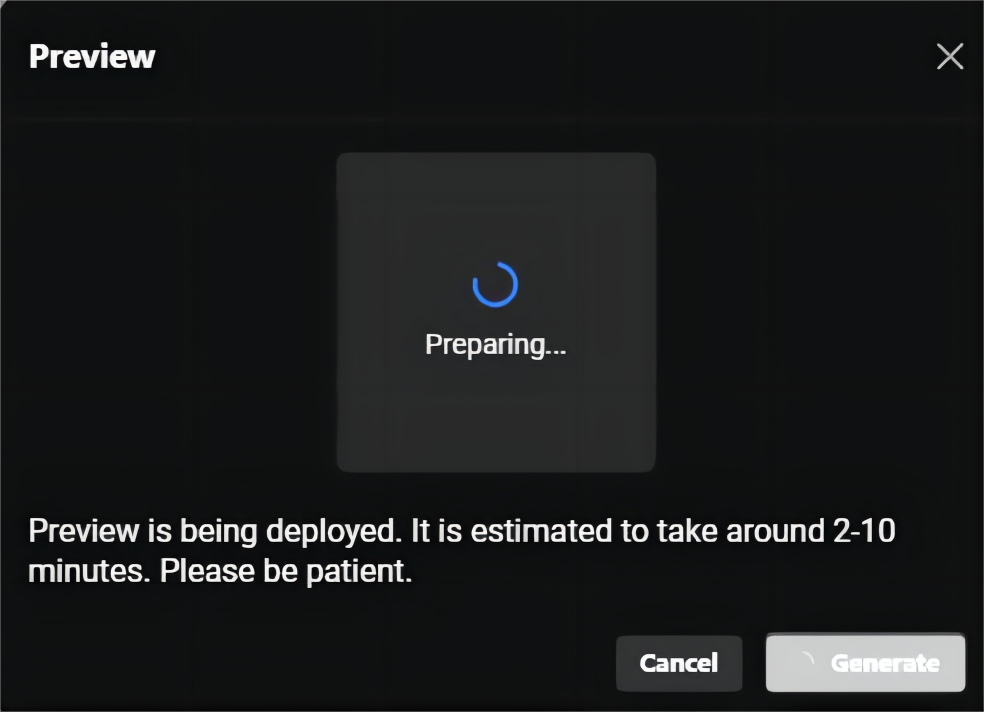 Preview
Preparing...
Preview is being deployed. It is estimated to take around 2-10
minutes. Please be patient.
Cancel
Generate